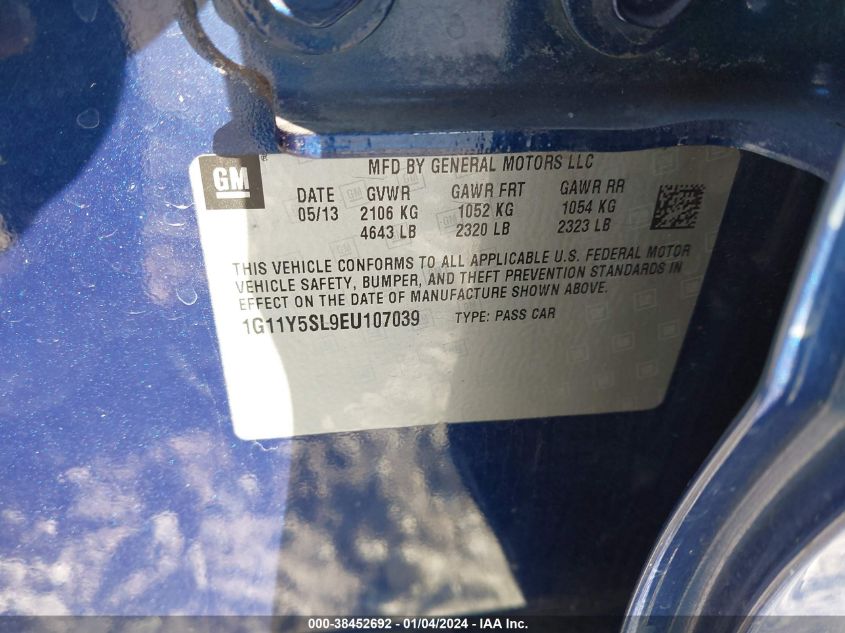 GM
®
MFD BY GENERAL MOTORS LLC
DATE GVWR GAWR FRT GAWR RR
05/13 2106 KG 1052 KG 1054 KG
4643 LB 2320 LB 2323 LB
THIS VEHICLE CONFORMS TO ALL APPLICABLE U.S. FEDERAL MOTOR
VEHICLE SAFETY, BUMPER, AND THEFT PREVENTION STANDARDS IN
EFFECT ON THE DATE OF MANUFACTURE SHOWN ABOVE.
1G11Y5SL9EU107039 TYPE: PASS CAR
000-38452692 - 01/04/2024 - IAA Inc.